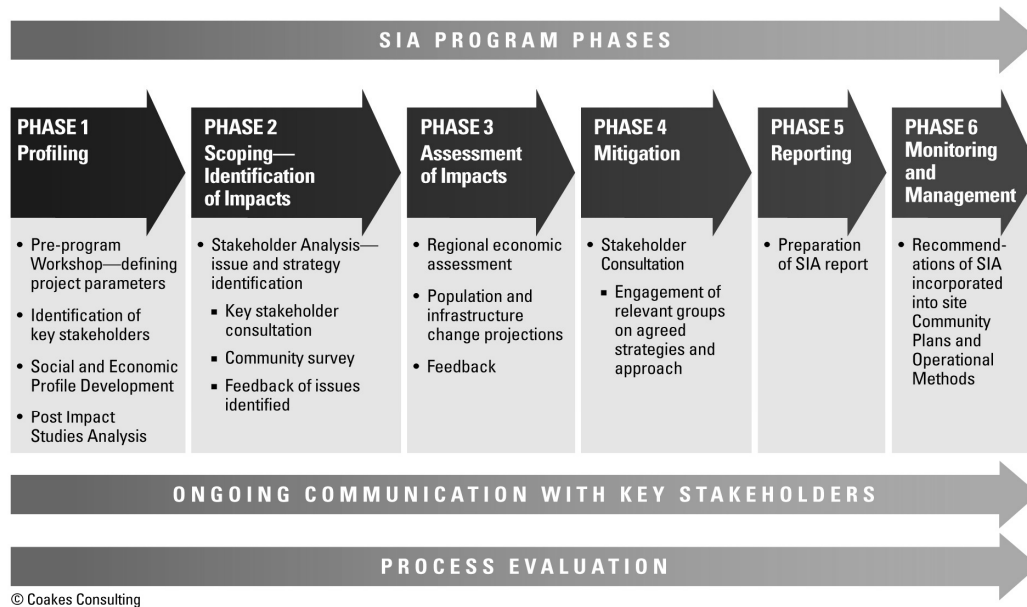 SIA PROGRAM PHASES
PHASE 1
Profiling
• Pre-program
Workshop—defining
project parameters
• Identification of
key stakeholders
• Social and Economic
Profile Development
• Post Impact
Studies Analysis
PHASE 2
Scoping—
Identification
of Impacts
• Stakeholder Analysis—
issue and strategy
identification
▪ Key stakeholder
consultation
▪ Community survey
▪ Feedback of issues
identified
PHASE 3
Assessment
of Impacts
• Regional economic
assessment
• Population and
infrastructure
change projections
• Feedback
PHASE 4
Mitigation
• Stakeholder
Consultation
▪ Engagement of
relevant groups
on agreed
strategies and
approach
PHASE 5
Reporting
• Preparation
of SIA report
PHASE 6
Monitoring
and
Management
• Recommend-
ations of SIA
incorporated
into site
Community
Plans and
Operational
Methods
ONGOING COMMUNICATION WITH KEY STAKEHOLDERS
PROCESS EVALUATION
© Coakes Consulting